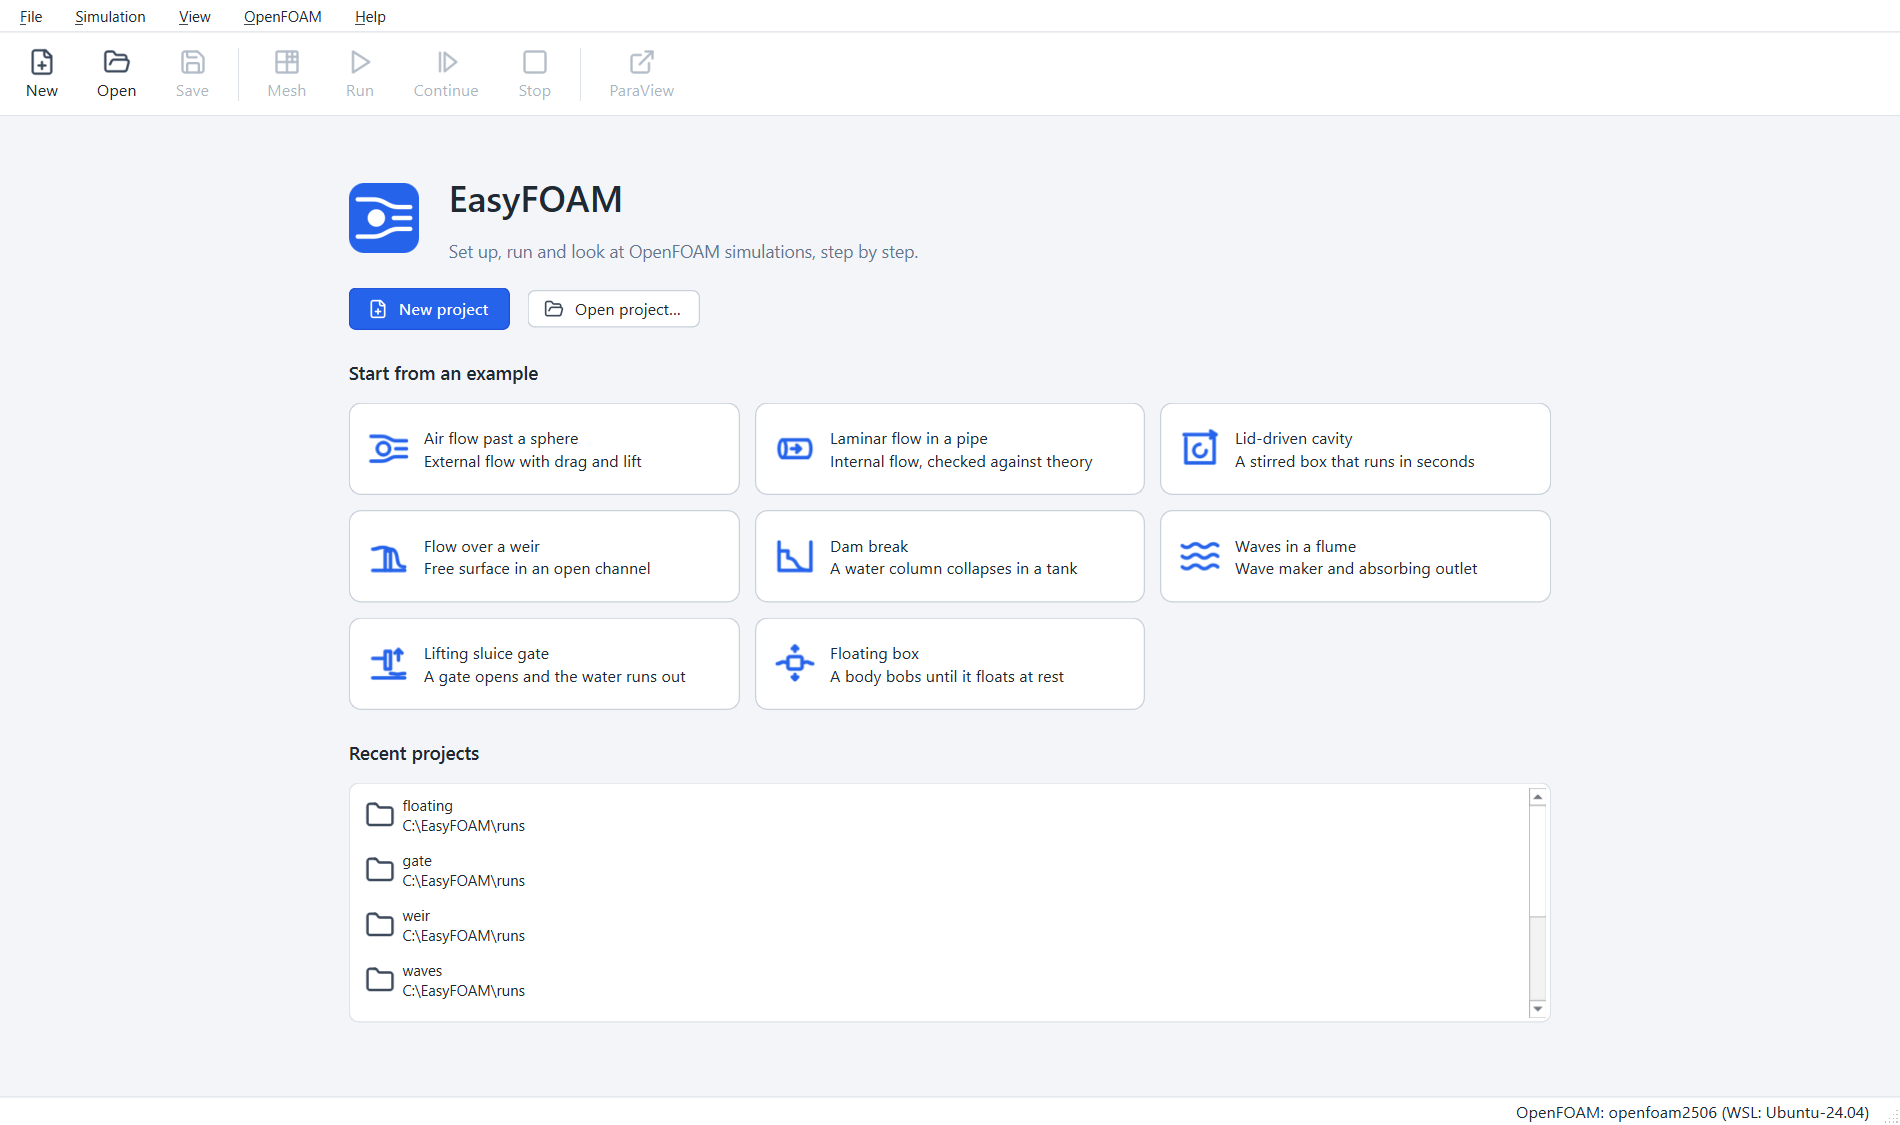 File Simulation View OpenFOAM Help
New Open Save Mesh Run Continue Stop ParaView
EasyFOAM
Set up, run and look at OpenFOAM simulations, step by step.
New project Open project...
Start from an example
Air flow past a sphere
External flow with drag and lift
Laminar flow in a pipe
Internal flow, checked against theory
Lid-driven cavity
A stirred box that runs in seconds
Flow over a weir
Free surface in an open channel
Dam break
A water column collapses in a tank
Waves in a flume
Wave maker and absorbing outlet
Lifting sluice gate
A gate opens and the water runs out
Floating box
A body bobs until it floats at rest
Recent projects
floating
C:\EasyFOAM\runs
gate
C:\EasyFOAM\runs
weir
C:\EasyFOAM\runs
waves
C:\EasyFOAM\runs
OpenFOAM: openfoam2506 (WSL: Ubuntu-24.04)